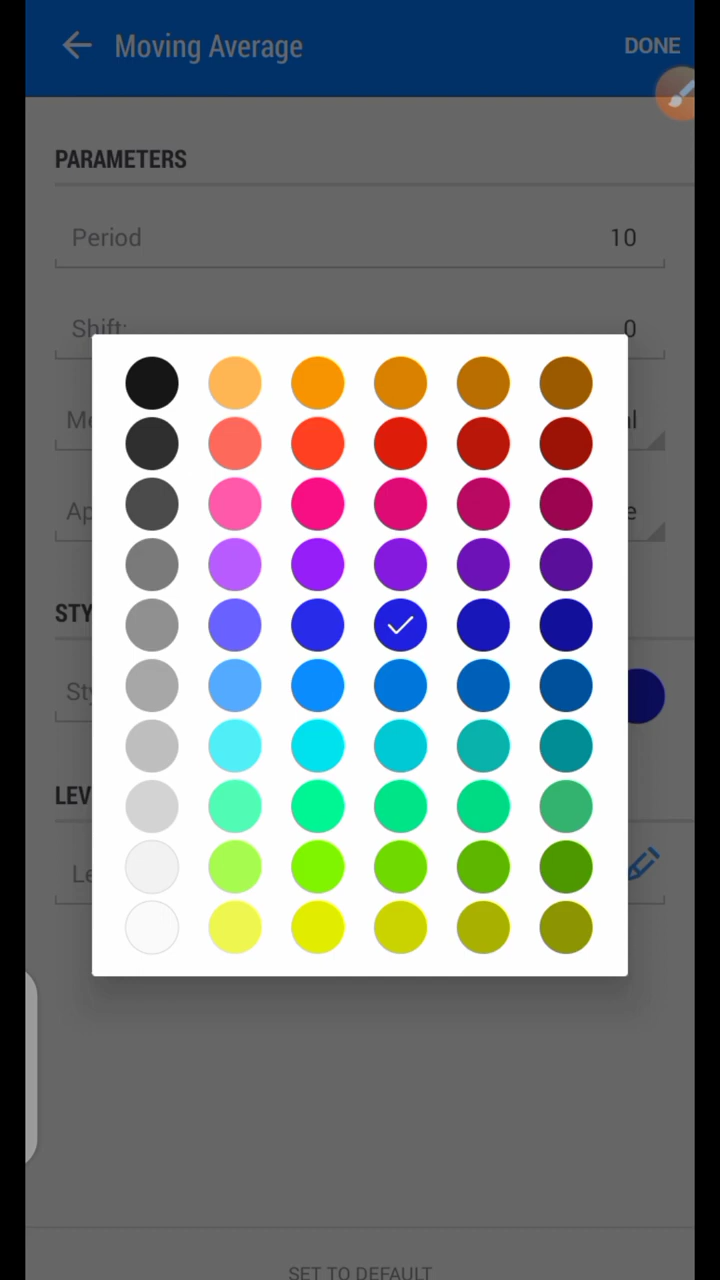 Moving Average DONE
PARAMETERS
Period 10
Shift: 0
SET TO DEFAULT